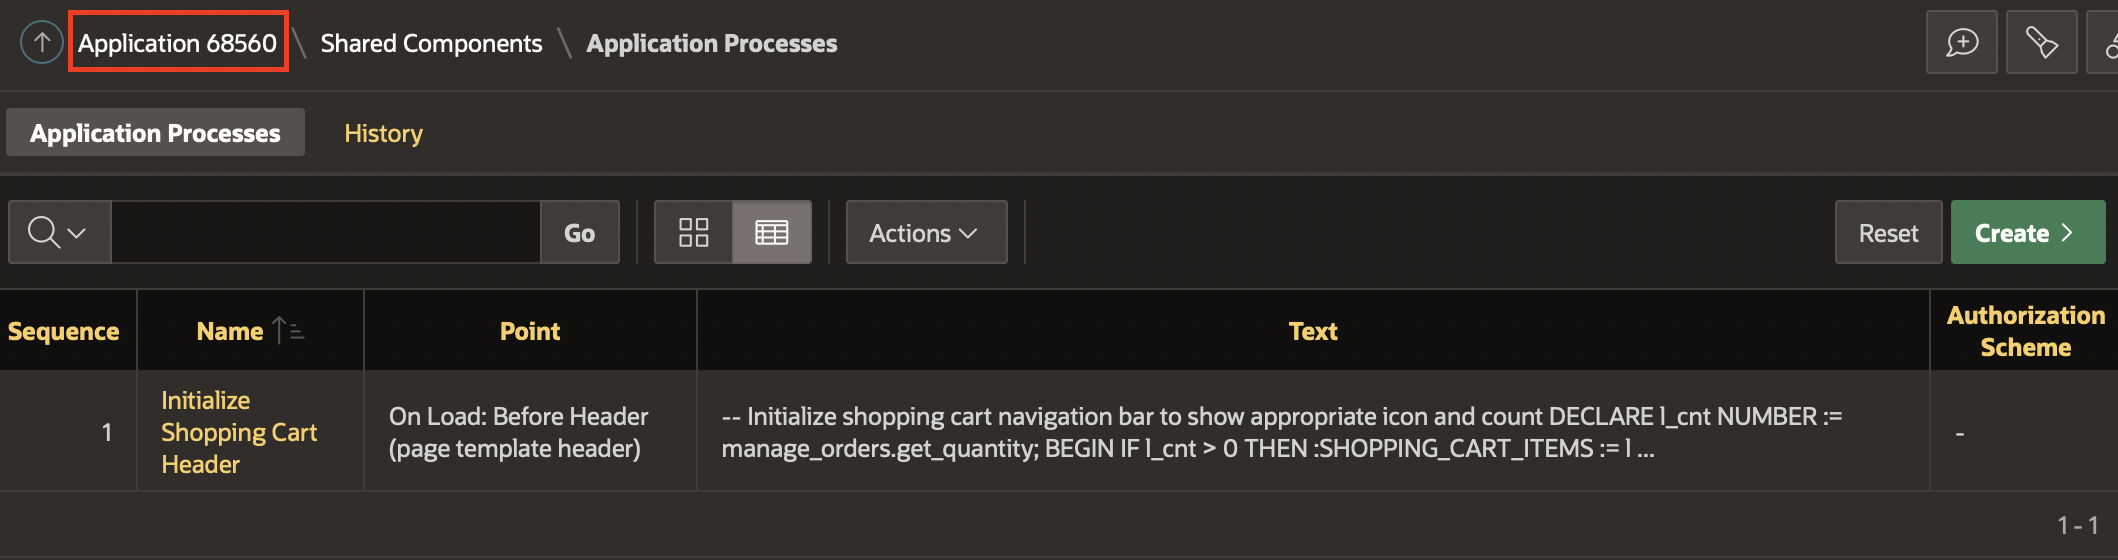 Application 68560 \ Shared Components \ Application Processes
Application Processes History
Go Actions Reset Create
Sequence Name Point Text Authorization
Scheme
1 Initialize
Shopping Cart
Header
On Load: Before Header
(page template header)
-- Initialize shopping cart navigation bar to show appropriate icon and count DECLARE l_cnt NUMBER :=
manage_orders.get_quantity; BEGIN IF l_cnt > 0 THEN :SHOPPING_CART_ITEMS := l ...
-
1 - 1